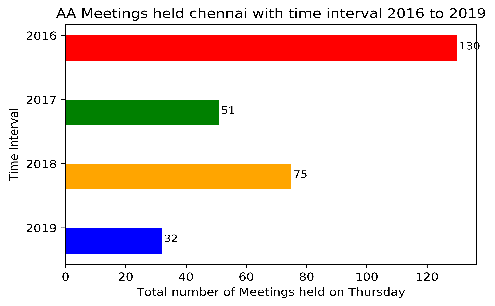 AA Meetings held chennai with time interval 2016 to 2019
2016
130
2017
51
2018
75
2019
32
Time Interval
0 20 40 60 80 100 120
Total number of Meetings held on Thursday